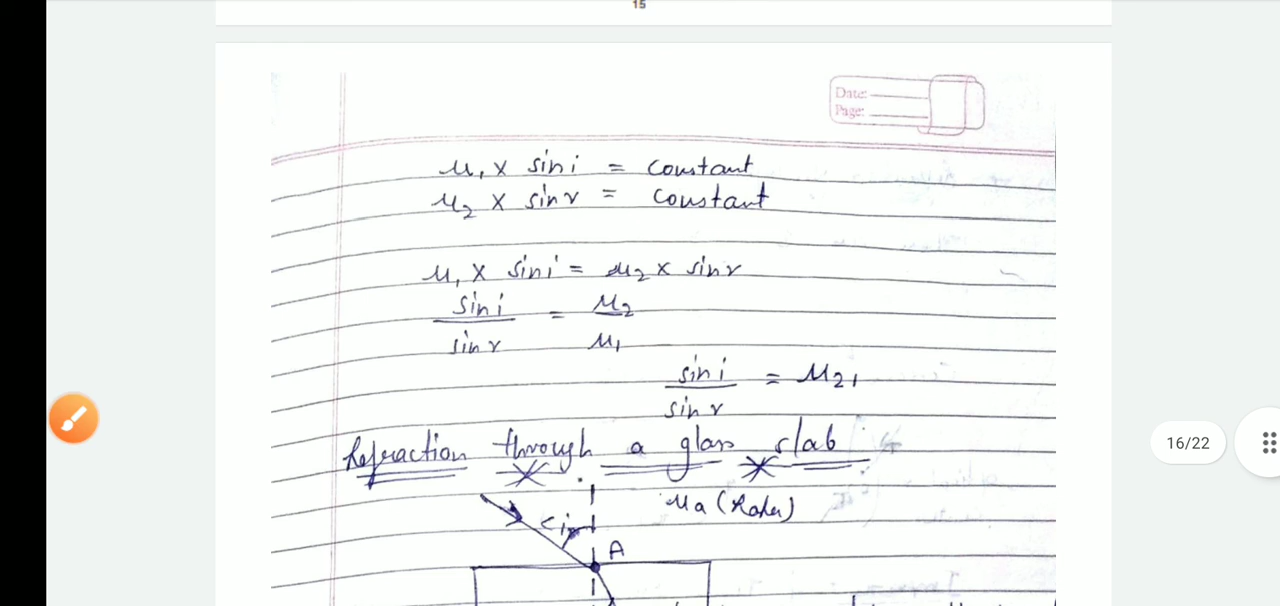 15
Date:
Page:
μ₁ × sin i = constant
μ₂ × sin r = constant
μ₁ × sin i = μ₂ × sin r
sin i / sin r = μ₂ / μ₁
sin i / sin r = μ₂₁
Refraction through a glass slab
μa (Rarer)
<i
A
16/22